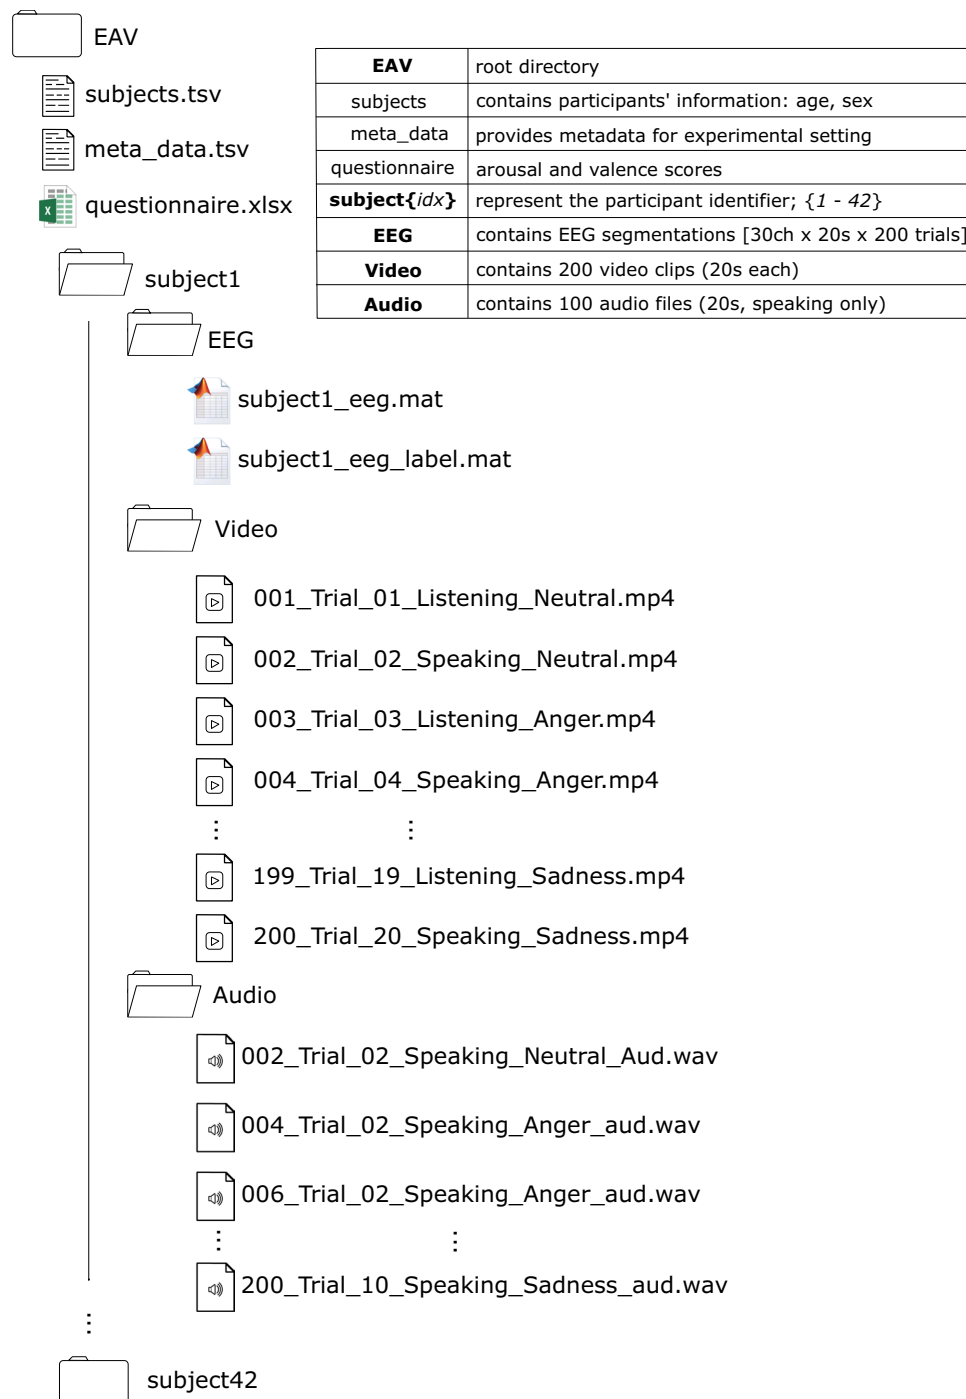 EAV
subjects.tsv
meta_data.tsv
questionnaire.xlsx
EAV root directory
subjects contains participants' information: age, sex
meta_data provides metadata for experimental setting
questionnaire arousal and valence scores
subject{idx} represent the participant identifier; {1 - 42}
EEG contains EEG segmentations [30ch x 20s x 200 trials]
Video contains 200 video clips (20s each)
Audio contains 100 audio files (20s, speaking only)
subject1
EEG
subject1_eeg.mat
subject1_eeg_label.mat
Video
001_Trial_01_Listening_Neutral.mp4
002_Trial_02_Speaking_Neutral.mp4
003_Trial_03_Listening_Anger.mp4
004_Trial_04_Speaking_Anger.mp4
⋮ ⋮
199_Trial_19_Listening_Sadness.mp4
200_Trial_20_Speaking_Sadness.mp4
Audio
002_Trial_02_Speaking_Neutral_Aud.wav
004_Trial_02_Speaking_Anger_aud.wav
006_Trial_02_Speaking_Anger_aud.wav
⋮ ⋮
200_Trial_10_Speaking_Sadness_aud.wav
⋮
subject42